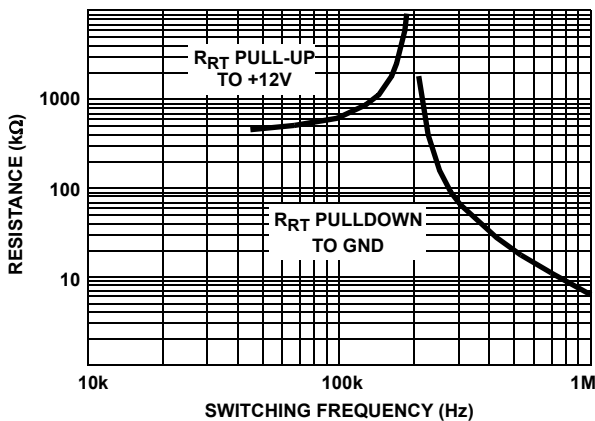 R_RT PULL-UP
TO +12V
1000
100
10
RESISTANCE (kΩ)
R_RT PULLDOWN
TO GND
10k
100k
1M
SWITCHING FREQUENCY (Hz)